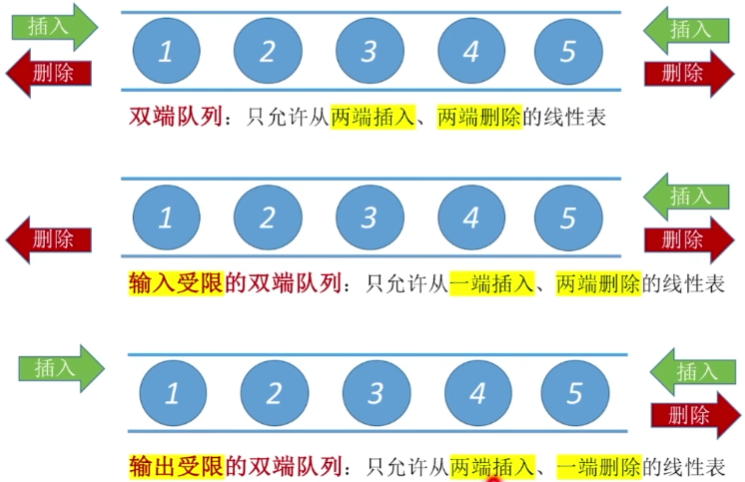 插入 插入
1 2 3 4 5
删除 删除
双端队列：只允许从两端插入、两端删除的线性表
插入
1 2 3 4 5
删除 删除
输入受限的双端队列：只允许从一端插入、两端删除的线性表
插入 插入
1 2 3 4 5
删除
输出受限的双端队列：只允许从两端插入、一端删除的线性表